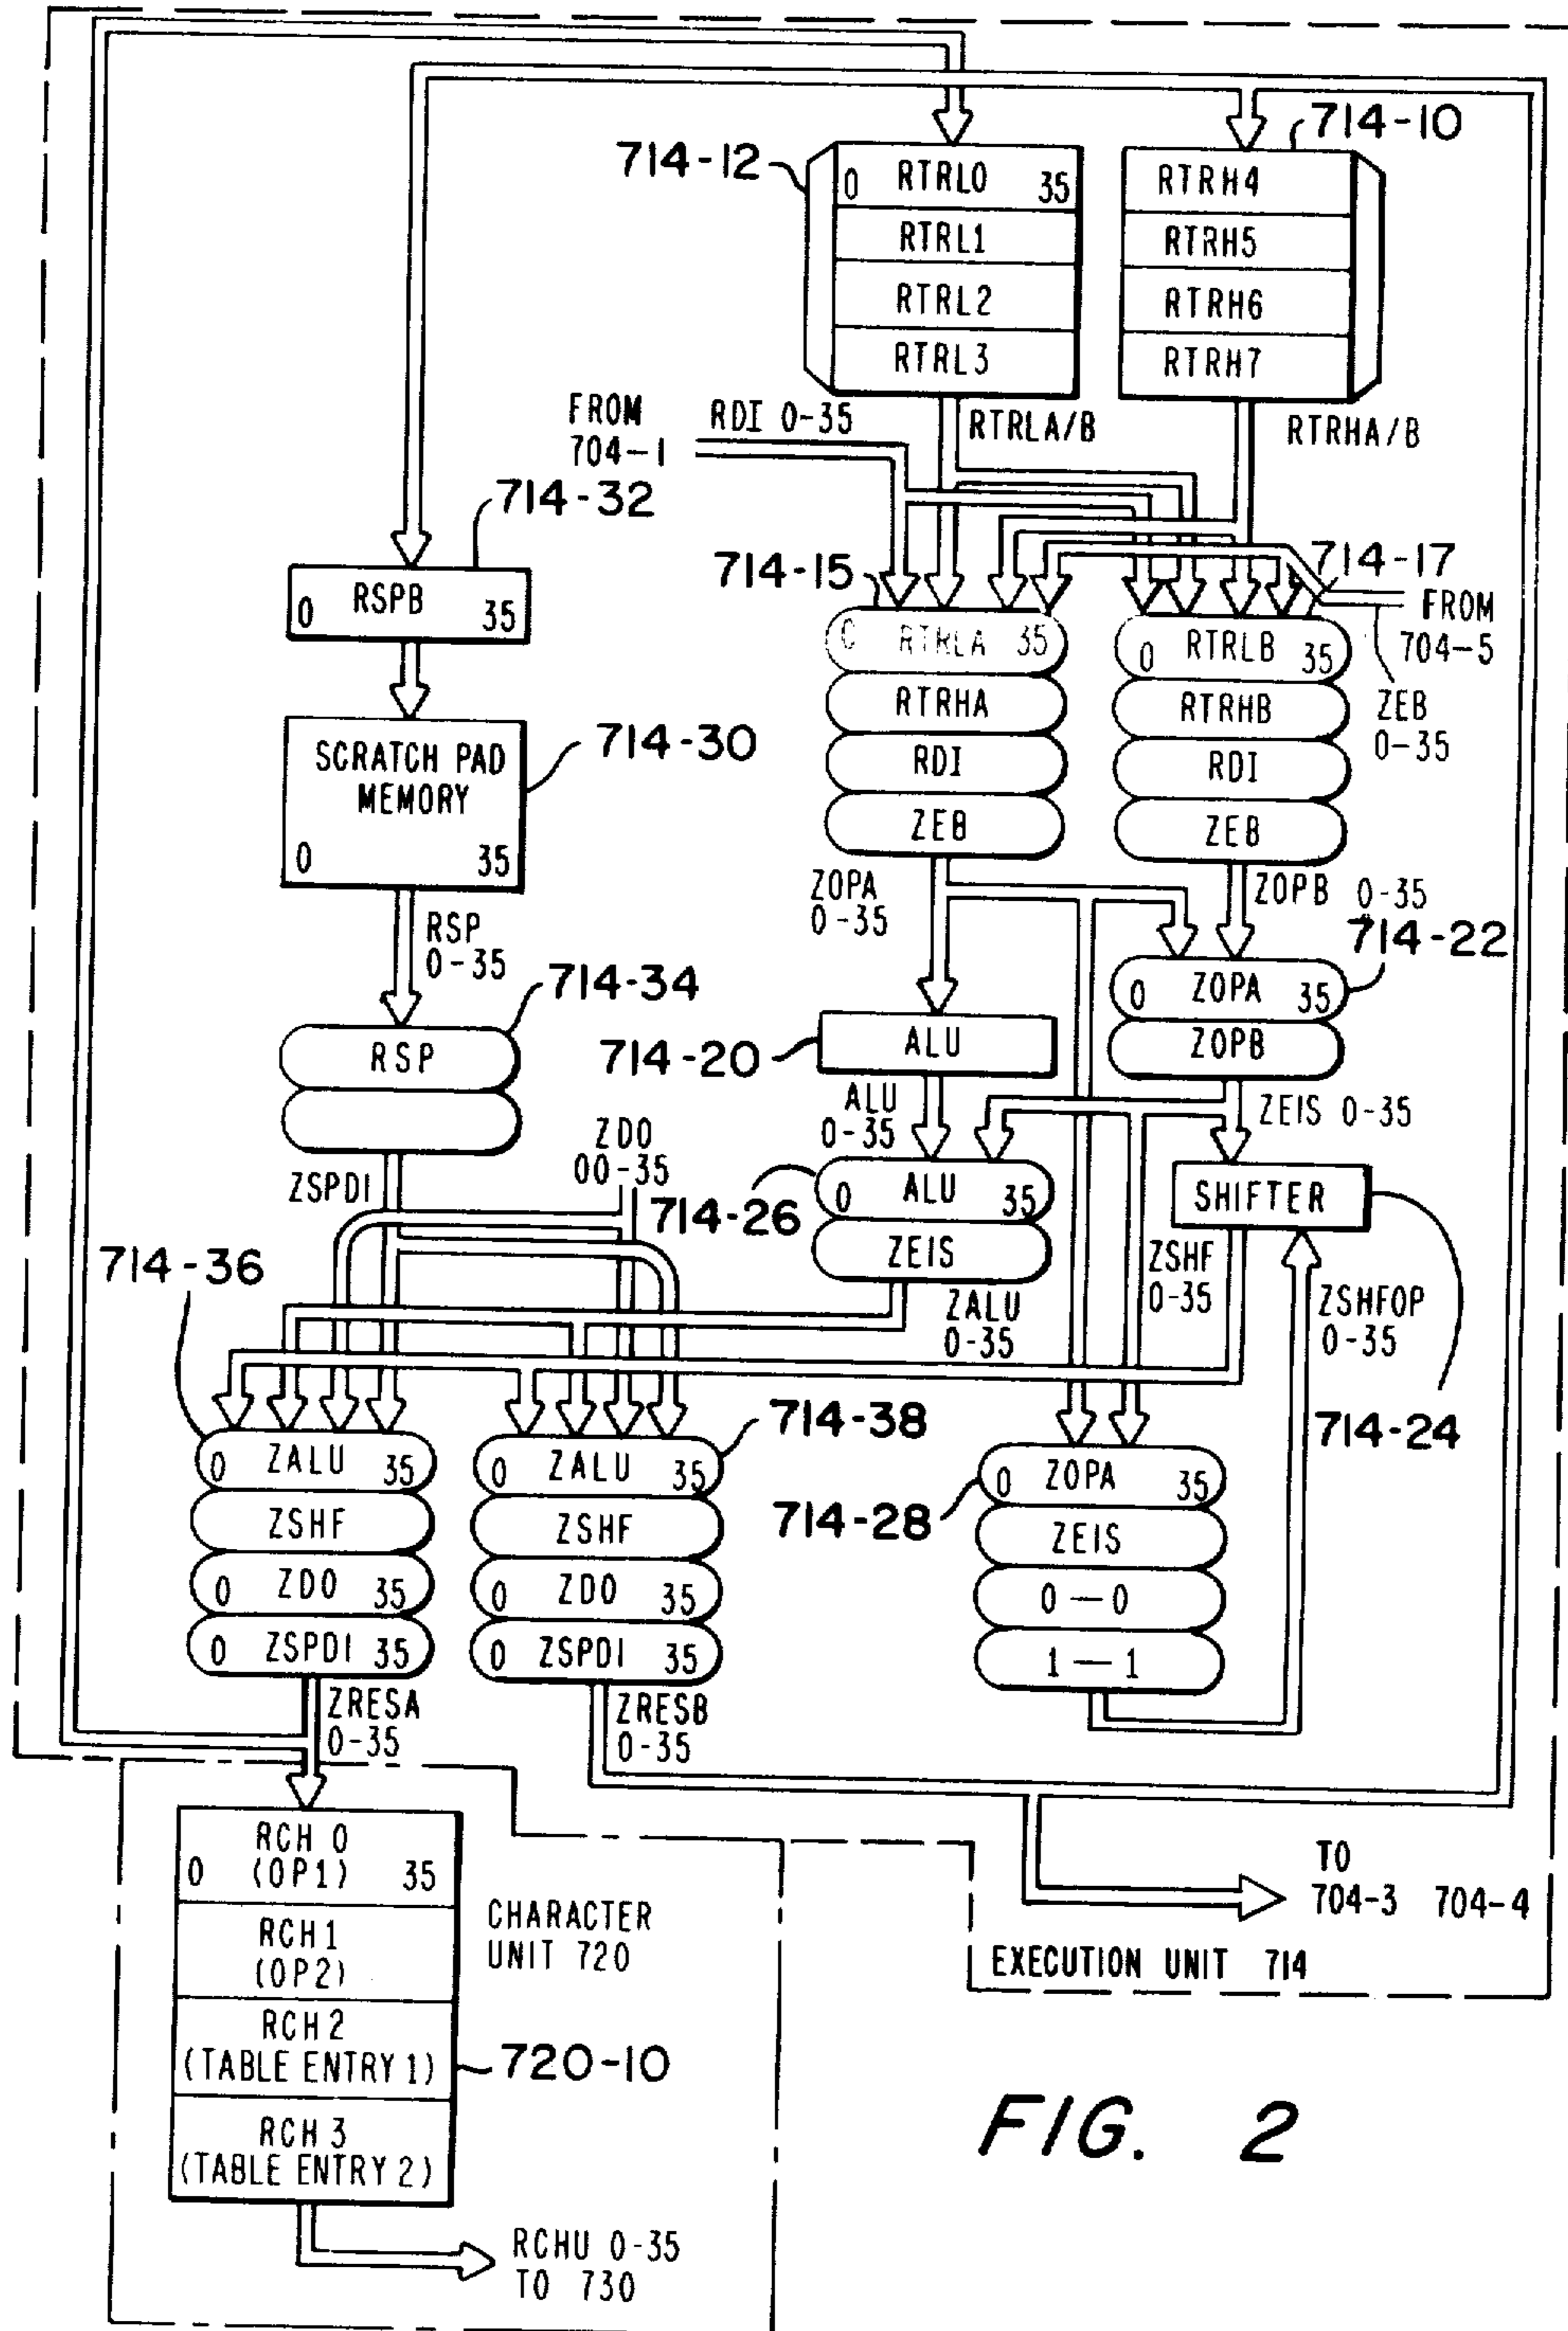 714-10
714-12
0 RTRL0 35
RTRL1
RTRL2
RTRL3
RTRH4
RTRH5
RTRH6
RTRH7
FROM
704-1
RDI 0-35
RTRLA/B
RTRHA/B
714-32
0 RSPB 35
714-15
714-17
FROM
704-5
ZEB
0-35
0 RTRLA 35
RTRHA
RDI
ZEB
0 RTRLB 35
RTRHB
RDI
ZEB
SCRATCH PAD
MEMORY
0 35
714-30
RSP
0-35
ZOPA
0-35
ZOPB 0-35
714-22
0 ZOPA 35
ZOPB
714-34
RSP
714-20
ALU
ALU
0-35
ZEIS 0-35
ZSPDI
ZDO
00-35
714-26
0 ALU 35
ZEIS
SHIFTER
714-36
ZALU
0-35
ZSHF
0-35
ZSHFOP
0-35
714-24
0 ZALU 35
ZSHF
0 ZDO 35
0 ZSPDI 35
714-38
0 ZALU 35
ZSHF
0 ZDO 35
0 ZSPDI 35
714-28
0 ZOPA 35
ZEIS
0—0
1—1
ZRESA
0-35
ZRESB
0-35
RCH 0
0 (OP1) 35
RCH 1
(OP2)
RCH 2
(TABLE ENTRY 1)
RCH 3
(TABLE ENTRY 2)
CHARACTER
UNIT 720
720-10
TO
704-3 704-4
EXECUTION UNIT 714
RCHU 0-35
TO 730
FIG. 2